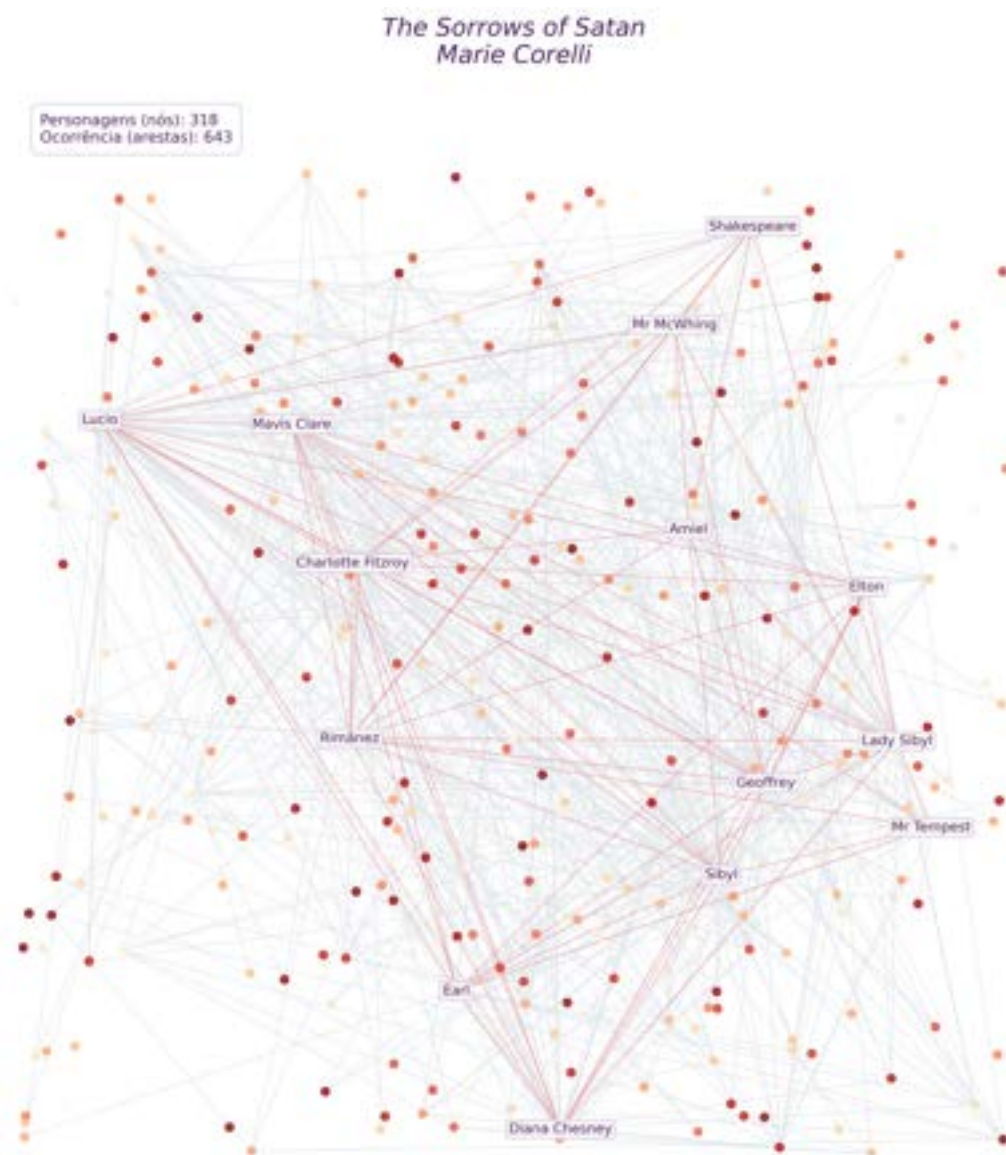 The Sorrows of Satan
Marie Corelli
Personagens (nós): 318
Ocorrência (arestas): 643
Shakespeare
Mr McWhing
Lucio
Mavis Clare
Amiel
Charlotte Fitzroy
Elton
Rimânez
Lady Sibyl
Geoffrey
Mr Tempest
Sibyl
Earl
Diana Chesney